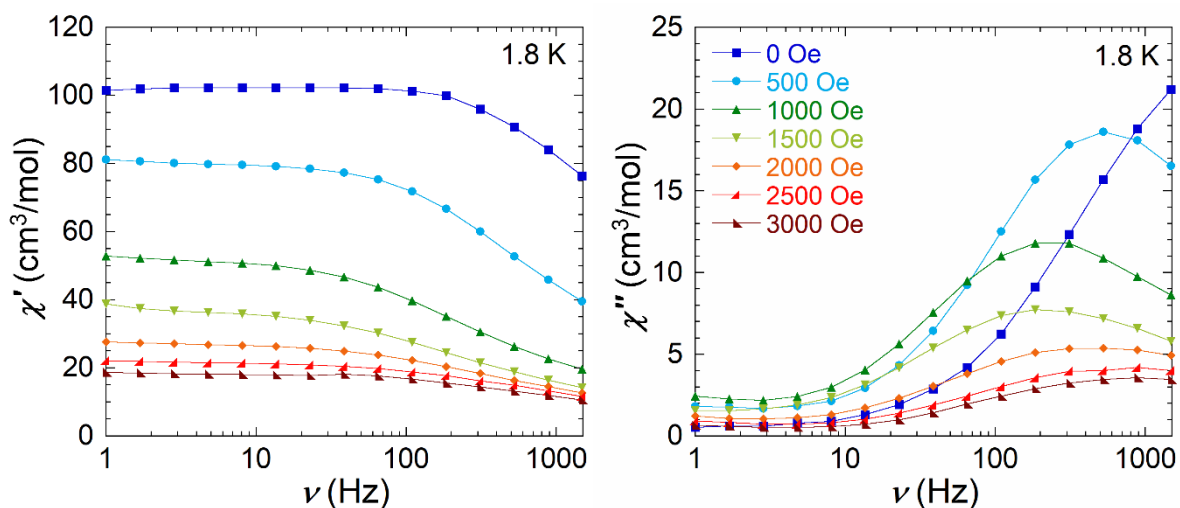 120
100
80
60
40
20
0
χ' (cm³/mol)
1.8 K
1
10
100
1000
ν (Hz)
25
20
15
10
5
0
χ'' (cm³/mol)
0 Oe
500 Oe
1000 Oe
1500 Oe
2000 Oe
2500 Oe
3000 Oe
1.8 K
1
10
100
1000
ν (Hz)